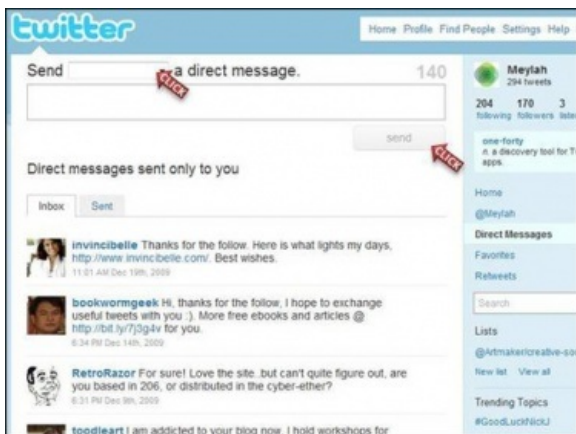 twitter
Home Profile Find People Settings Help
Send a direct message. 140
CLICK
send
CLICK
Direct messages sent only to you
Inbox Sent
invincibelle Thanks for the follow. Here is what lights my days,
http://www.invincibelle.com/. Best wishes.
11:01 AM Dec 19th, 2009
bookwormgeek Hi, thanks for the follow, I hope to exchange
useful tweets with you :). More free ebooks and articles @
http://bit.ly/7j3g4v for you.
6:34 PM Dec 14th, 2009
RetroRazor For sure! Love the site..but can't quite figure out, are
you based in 206, or distributed in the cyber-ether?
6:31 PM Dec 9th, 2009
toodleart I am addicted to your blog now. I hold workshops for
Meylah
294 tweets
204 170 3
following followers
one-forty
n. a discovery tool for
apps.
Home
@Meylah
Direct Messages
Favorites
Retweets
Search
Lists
@Artmaker/creative-
New list View all
Trending Topics
#GoodLuckNickJ